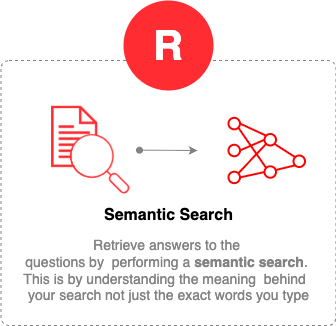 R
Semantic Search
Retrieve answers to the
questions by performing a semantic search.
This is by understanding the meaning behind
your search not just the exact words you type